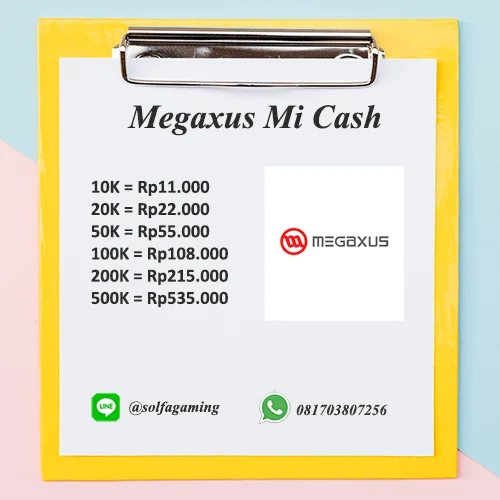 Megaxus Mi Cash
10K = Rp11.000
20K = Rp22.000
50K = Rp55.000
100K = Rp108.000
200K = Rp215.000
500K = Rp535.000
MEGAXUS
LINE
@solfagaming
081703807256